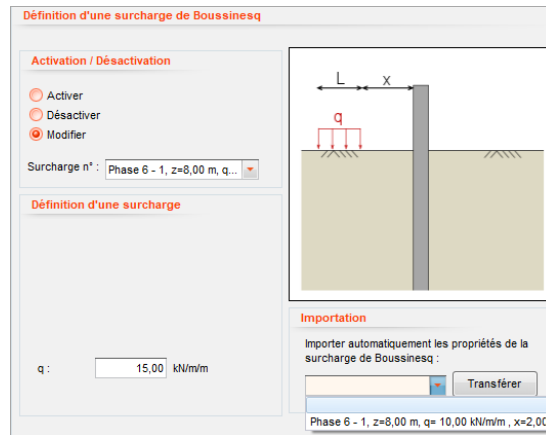 Définition d'une surcharge de Boussinesq
Activation / Désactivation
Activer
Désactiver
Modifier
Surcharge n° : Phase 6 - 1, z=8,00 m, q...
L x
q
Définition d'une surcharge
q : 15,00 kN/m/m
Importation
Importer automatiquement les propriétés de la
surcharge de Boussinesq :
Transférer
Phase 6 - 1, z=8,00 m, q= 10,00 kN/m/m , x=2,00